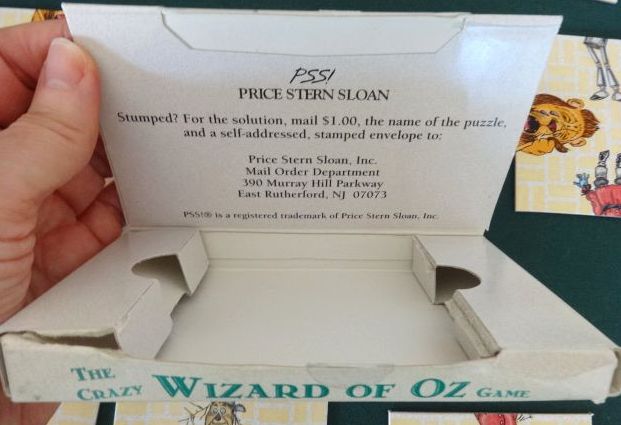 PSS!
PRICE STERN SLOAN
Stumped? For the solution, mail $1.00, the name of the puzzle,
and a self-addressed, stamped envelope to:
Price Stern Sloan, Inc.
Mail Order Department
390 Murray Hill Parkway
East Rutherford, NJ 07073
PSS!® is a registered trademark of Price Stern Sloan, Inc.
THE
CRAZY WIZARD OF OZ GAME